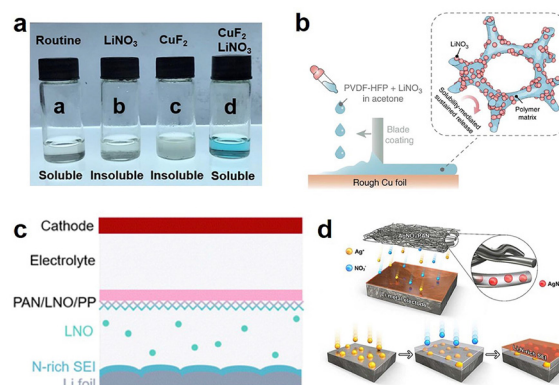 a
Routine
LiNO₃
CuF₂
CuF₂
LiNO₃
a
b
c
d
Soluble
Insoluble
Insoluble
Soluble
b
LiNO₃
PVDF-HFP + LiNO₃
in acetone
Solubility-mediated
sustained release
Polymer
matrix
Blade
coating
Rough Cu foil
c
Cathode
Electrolyte
PAN/LNO/PP
LNO
N-rich SEI
Li foil
d
Ag⁺
NO₃⁻
AgN